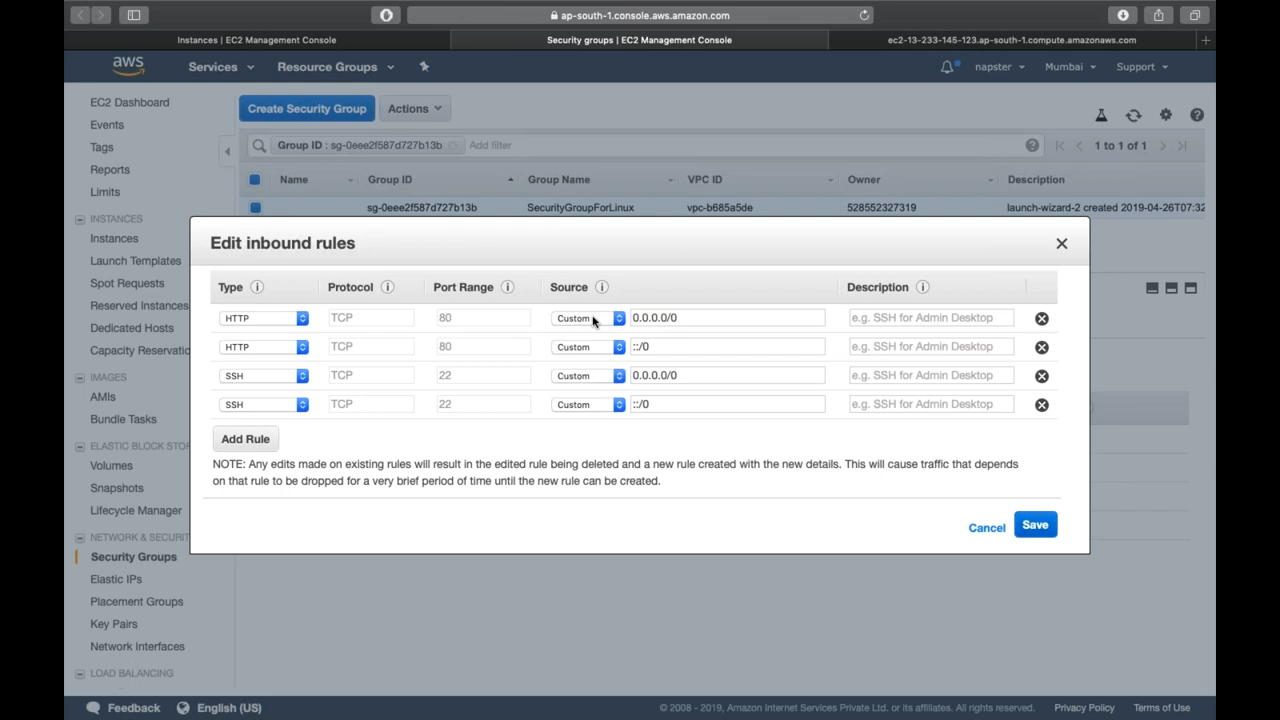 ap-south-1.console.aws.amazon.com
Instances | EC2 Management Console
Security groups | EC2 Management Console
ec2-13-233-145-123.ap-south-1.compute.amazonaws.com
aws
Services
Resource Groups
napster
Mumbai
Support
EC2 Dashboard
Events
Tags
Reports
Limits
INSTANCES
Instances
Launch Templates
Spot Requests
Reserved Instances
Dedicated Hosts
Capacity Reservatio
IMAGES
AMIs
Bundle Tasks
ELASTIC BLOCK STOR
Volumes
Snapshots
Lifecycle Manager
NETWORK & SECURIT
Security Groups
Elastic IPs
Placement Groups
Key Pairs
Network Interfaces
LOAD BALANCING
Create Security Group
Actions
Group ID : sg-0eee2f587d727b13b
Add filter
1 to 1 of 1
Name Group ID Group Name VPC ID Owner Description
sg-0eee2f587d727b13b SecurityGroupForLinux vpc-b685a5de 528552327319 launch-wizard-2 created 2019-04-26T07:32
Edit inbound rules
Type Protocol Port Range Source Description
HTTP TCP 80 Custom 0.0.0.0/0 e.g. SSH for Admin Desktop
HTTP TCP 80 Custom ::/0 e.g. SSH for Admin Desktop
SSH TCP 22 Custom 0.0.0.0/0 e.g. SSH for Admin Desktop
SSH TCP 22 Custom ::/0 e.g. SSH for Admin Desktop
Add Rule
NOTE: Any edits made on existing rules will result in the edited rule being deleted and a new rule created with the new details. This will cause traffic that depends
on that rule to be dropped for a very brief period of time until the new rule can be created.
Cancel
Save
Feedback
English (US)
© 2008 - 2019, Amazon Internet Services Private Ltd. or its affiliates. All rights reserved.
Privacy Policy
Terms of Use